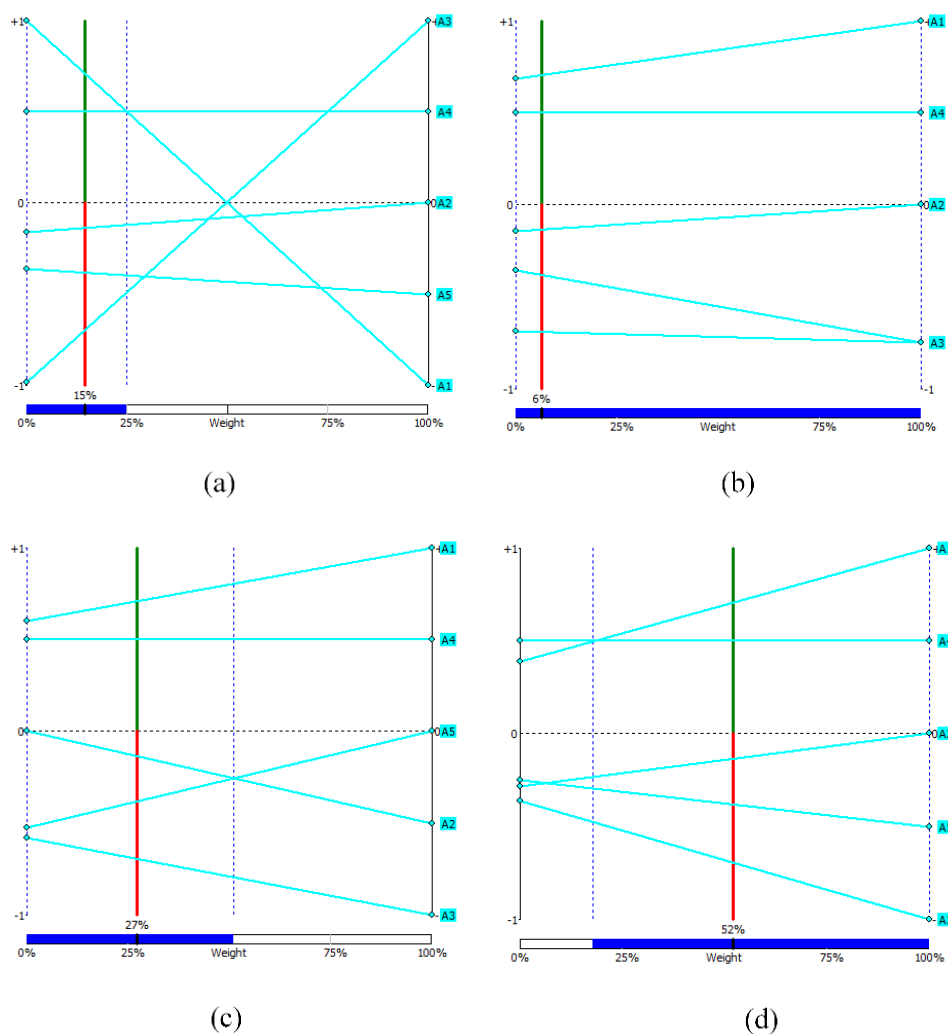 +1
A3
A4
0
A2
A5
-1
A1
15%
0% 25% Weight 75% 100%
(a)
+1
A1
A4
0
A2
A3
-1
-1
6%
0% 25% Weight 75% 100%
(b)
+1
A1
A4
0
A5
A2
A3
-1
27%
0% 25% Weight 75% 100%
(c)
+1
0
-1
52%
0% 25% Weight 75% 100%
(d)